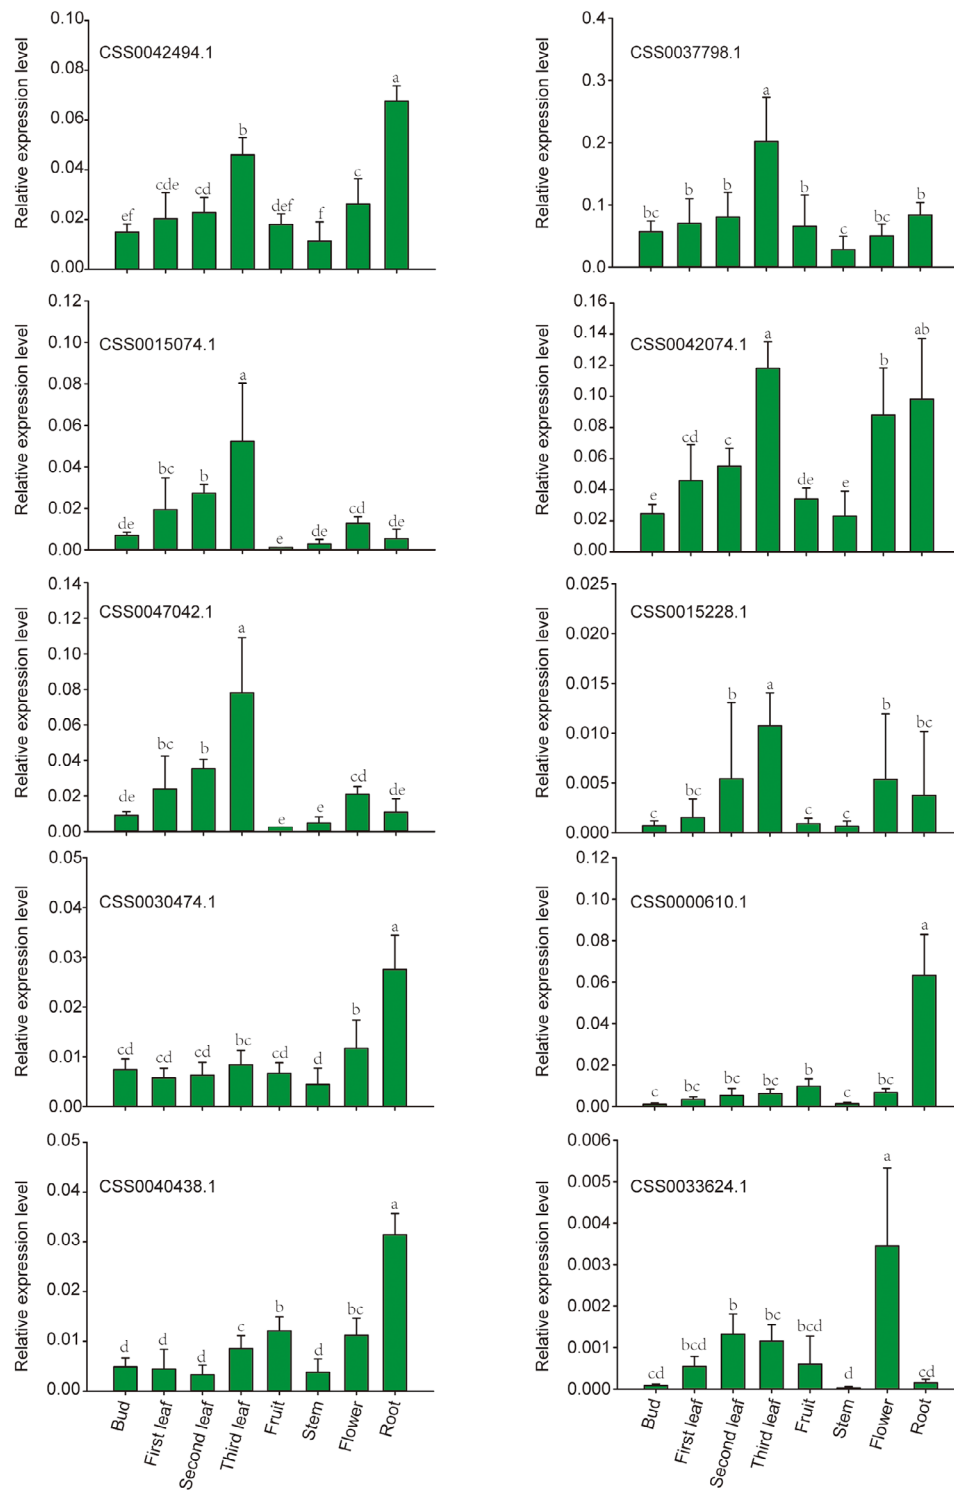 Relative expression level
CSS0042494.1
0.10
0.08
0.06
0.04
0.02
0.00
ef
cde
cd
b
def
f
c
a
Relative expression level
CSS0037798.1
0.4
0.3
0.2
0.1
0.0
bc
b
b
a
b
c
bc
b
Relative expression level
CSS0015074.1
0.12
0.10
0.08
0.06
0.04
0.02
0.00
de
bc
b
a
e
de
cd
de
Relative expression level
CSS0042074.1
0.16
0.14
0.12
0.10
0.08
0.06
0.04
0.02
0.00
e
cd
c
a
de
e
b
ab
Relative expression level
CSS0047042.1
0.14
0.12
0.10
0.08
0.06
0.04
0.02
0.00
de
bc
b
a
e
e
cd
de
Relative expression level
CSS0015228.1
0.025
0.020
0.015
0.010
0.005
0.000
c
bc
b
a
c
c
b
bc
Relative expression level
CSS0030474.1
0.05
0.04
0.03
0.02
0.01
0.00
cd
cd
cd
bc
cd
d
b
a
Relative expression level
CSS0000610.1
0.12
0.10
0.08
0.06
0.04
0.02
0.00
c
bc
bc
bc
b
c
bc
a
Relative expression level
CSS0040438.1
0.05
0.04
0.03
0.02
0.01
0.00
d
d
d
c
b
d
bc
a
Bud
First leaf
Second leaf
Third leaf
Fruit
Stem
Flower
Root
Relative expression level
CSS0033624.1
0.006
0.005
0.004
0.003
0.002
0.001
0.000
cd
bcd
b
bc
bcd
d
a
cd
Bud
First leaf
Second leaf
Third leaf
Fruit
Stem
Flower
Root